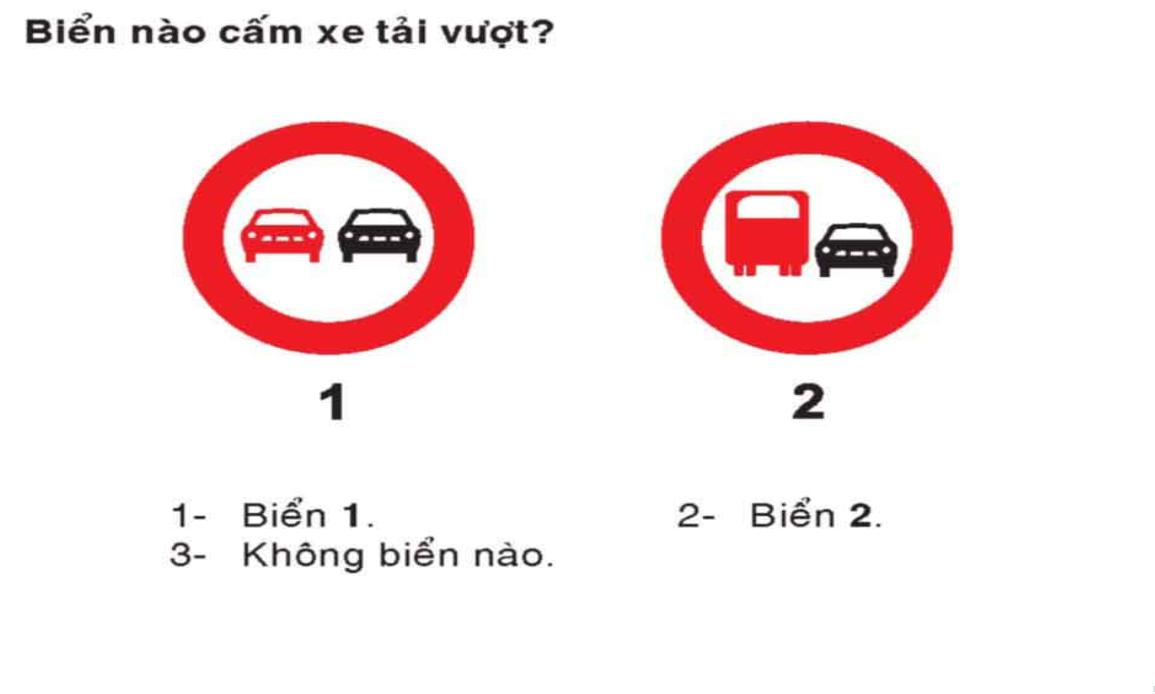 Biển nào cấm xe tải vượt?
1 2
1- Biển 1. 2- Biển 2.
3- Không biển nào.